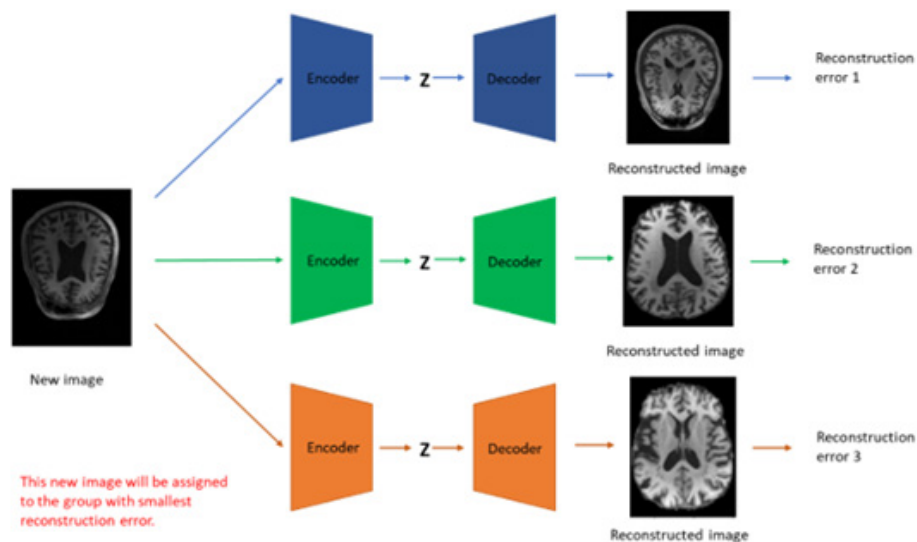 Encoder
Z
Decoder
Reconstruction
error 1
Reconstructed image
Encoder
Z
Decoder
Reconstruction
error 2
Reconstructed image
New image
Encoder
Z
Decoder
Reconstruction
error 3
This new image will be assigned
to the group with smallest
reconstruction error.
Reconstructed image